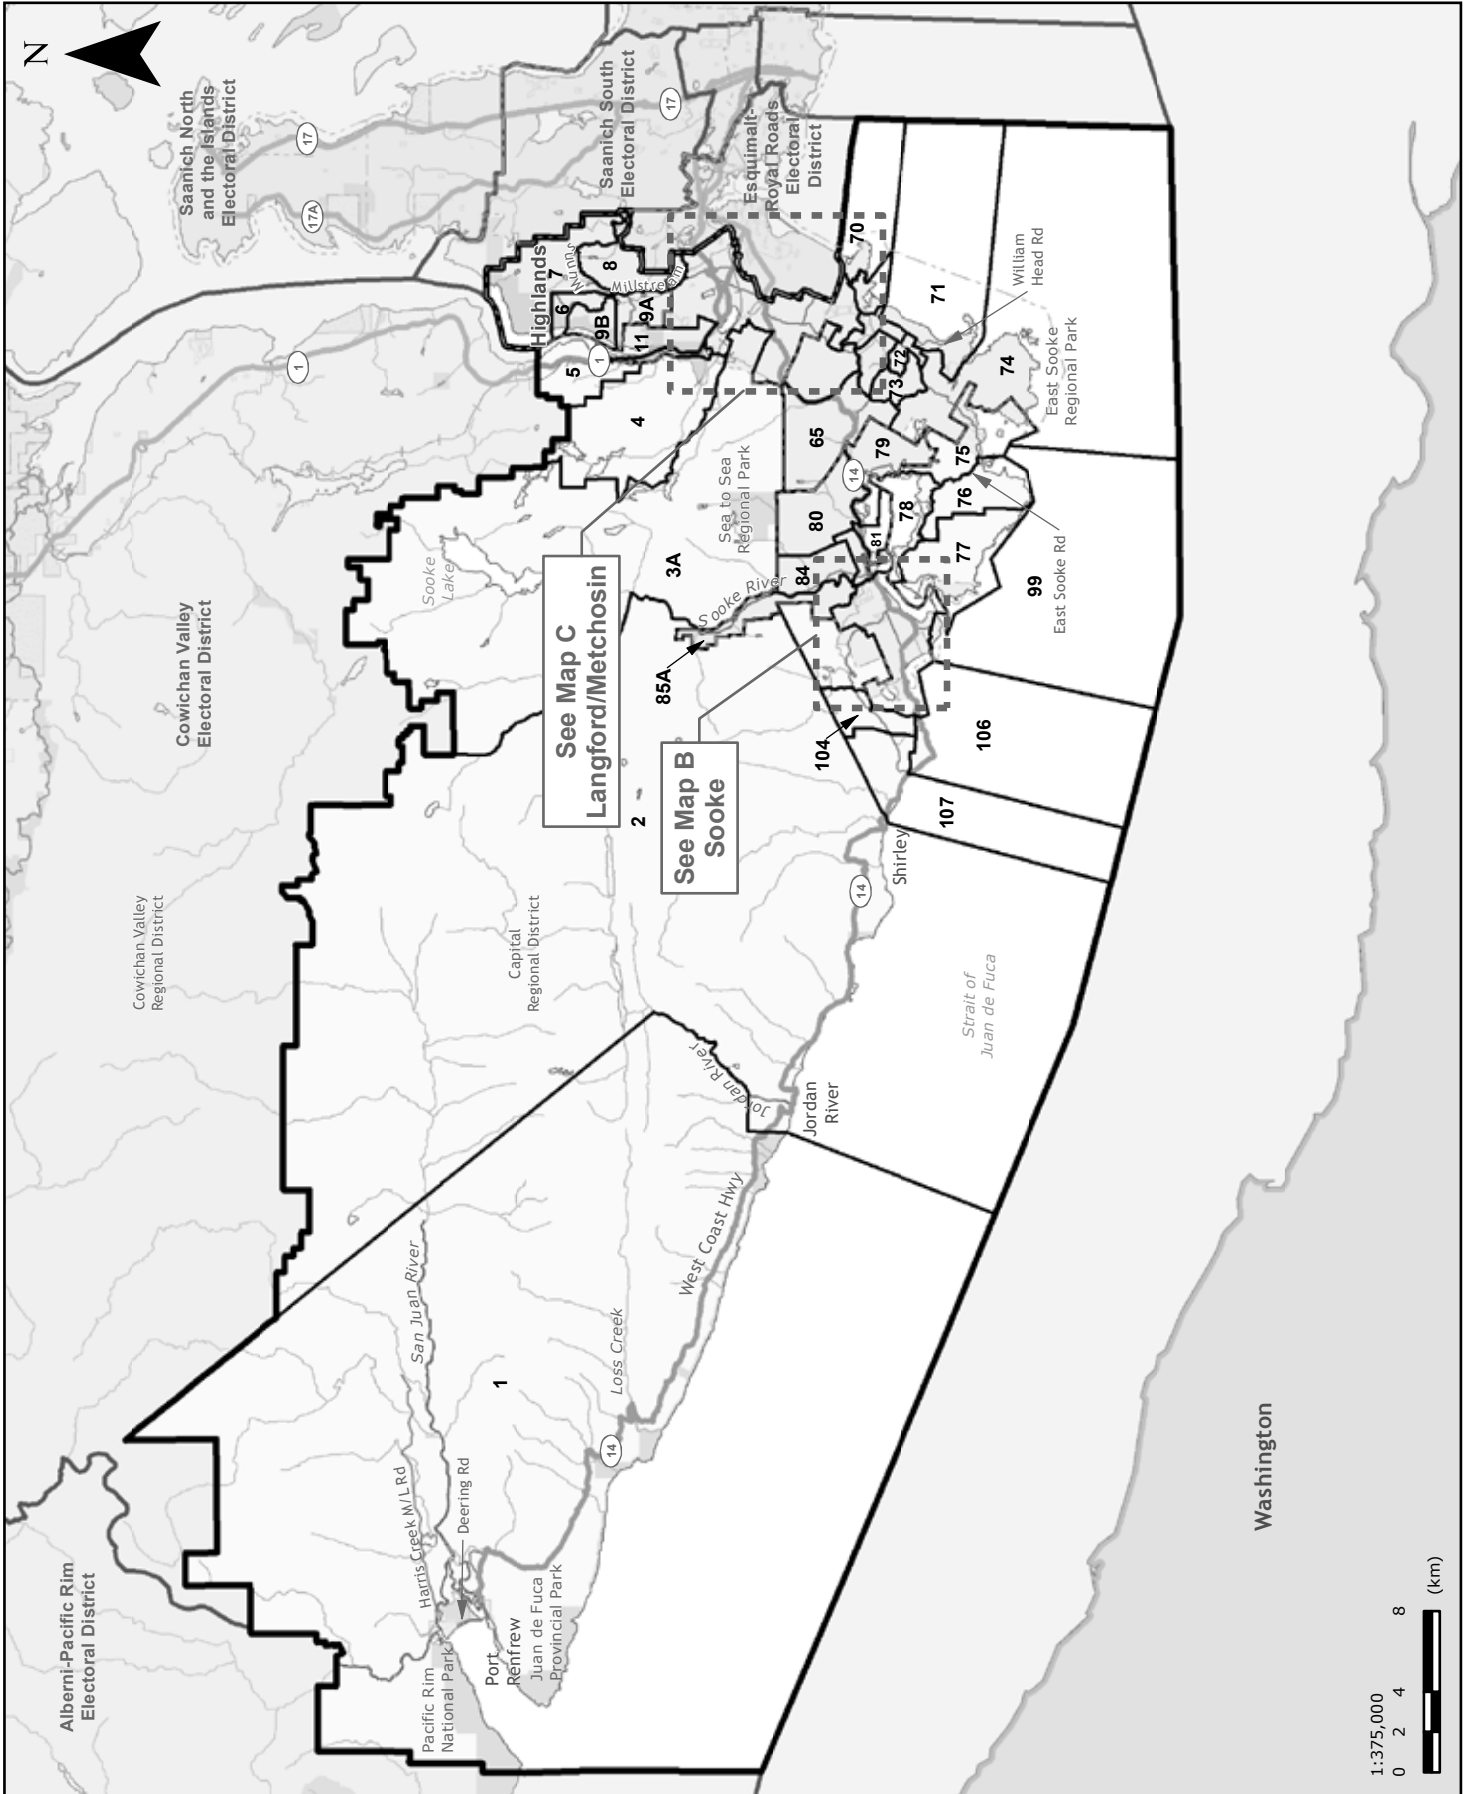 N
Saanich North
and the Islands
Electoral District
17
17A
Saanich South
Electoral District
17
Esquimalt-
Royal Roads
Electoral
District
Highlands
Munn
Millstream
7
8
6
9B
9A
11
5
1
1
4
70
71
William
Head Rd
72
73
74
East Sooke
Regional Park
65
79
14
75
76
78
77
81
80
84
Sea to Sea
Regional Park
3A
Sooke River
85A
East Sooke Rd
99
104
106
107
Sooke
Lake
See Map C
Langford/Metchosin
See Map B
Sooke
2
Cowichan Valley
Electoral District
Cowichan Valley
Regional District
Capital
Regional District
Shirley
14
Strait of
Juan de Fuca
Jordan River
Jordan
River
West Coast Hwy
San Juan River
Loss Creek
1
14
Harris Creek M/L Rd
Deering Rd
Alberni-Pacific Rim
Electoral District
Pacific Rim
National Park
Port
Renfrew
Juan de Fuca
Provincial Park
Washington
1:375,000
0 2 4 8
(km)